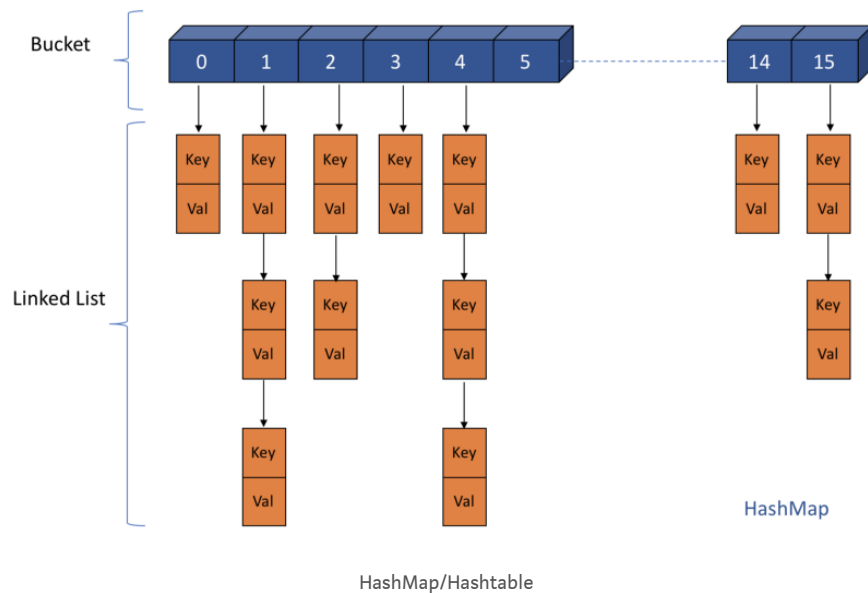 Bucket
0 1 2 3 4 5 14 15
Key Key Key Key Key Key Key
Val Val Val Val Val Val Val
Linked List
Key Key Key Key
Val Val Val Val
Key Key
Val Val
HashMap
HashMap/Hashtable